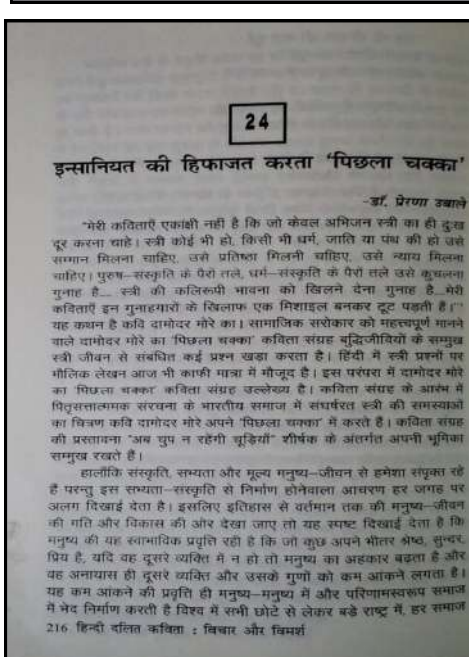 24
इन्सानियत की हिफाजत करता ‘पिछला चक्का’
-डॉ. प्रेरणा उबाले
“मेरी कविताएँ एकांक्षी नहीं है कि जो केवल अभिजन स्त्री का ही दुःख
दूर करना चाहे। स्त्री कोई भी हो, किसी भी धर्म, जाति या पंथ की हो उसे
सम्मान मिलना चाहिए, उसे प्रतिष्ठा मिलनी चाहिए, उसे न्याय मिलना
चाहिए। पुरुष–संस्कृति के पैरों तले, धर्म–संस्कृति के पैरों तले उसे कुचलना
गुनाह है... स्त्री की कलिरूपी भावना को खिलने देना गुनाह है...मेरी
कविताएँ इन गुनाहगारों के खिलाफ एक मिशाइल बनकर टूट पड़ती है।”¹
यह कथन है कवि दामोदर मोरे का। सामाजिक सरोकार को महत्त्वपूर्ण मानने
वाले दामोदर मोरे का ‘पिछला चक्का’ कविता संग्रह बुद्धिजीवियों के सम्मुख
स्त्री जीवन से संबधित कई प्रश्न खड़ा करता है। हिंदी में स्त्री प्रश्नों पर
मौलिक लेखन आज भी काफी मात्रा में मौजूद है। इस परंपरा में दामोदर मोरे
का ‘पिछला चक्का’ कविता संग्रह उल्लेख्य है। कविता संग्रह के आरंभ में
पितृसत्तात्ममक संरचना के भारतीय समाज में संघर्षरत स्त्री की समस्याओं
का चित्रण कवि दामोदर मोरे अपने ‘पिछला चक्का’ में करते हैं। कविता संग्रह
की प्रस्तावना “अब चुप न रहेंगी चूड़ियाँ” शीर्षक के अंतर्गत अपनी भूमिका
सम्मुख रखते हैं।
हालाँकि संस्कृति, सभ्यता और मूल्य मनुष्य–जीवन से हमेशा संपृक्त रहे
हैं परन्तु इस सभ्यता–संस्कृति से निर्माण होनेवाला आचरण हर जगह पर
अलग दिखाई देता है। इसलिए इतिहास से वर्तमान तक की मनुष्य–जीवन
की गति और विकास की ओर देखा जाए तो यह स्पष्ट दिखाई देता है कि
मनुष्य की यह स्वाभाविक प्रवृत्ति रही है कि जो कुछ अपने भीतर श्रेष्ठ, सुन्दर,
प्रिय है, यदि वह दूसरे व्यक्ति में न हो तो मनुष्य का अहंकार बढ़ता है और
वह अनायास ही दूसरे व्यक्ति और उसके गुणों को कम आंकने लगता है।
यह कम आंकने की प्रवृत्ति ही मनुष्य–मनुष्य में और परिणामस्वरूप समाज
में भेद निर्माण करती है विश्व में सभी छोटे से लेकर बड़े राष्ट्र में, हर समाज
216 हिन्दी दलित कविता : विचार और विमर्श